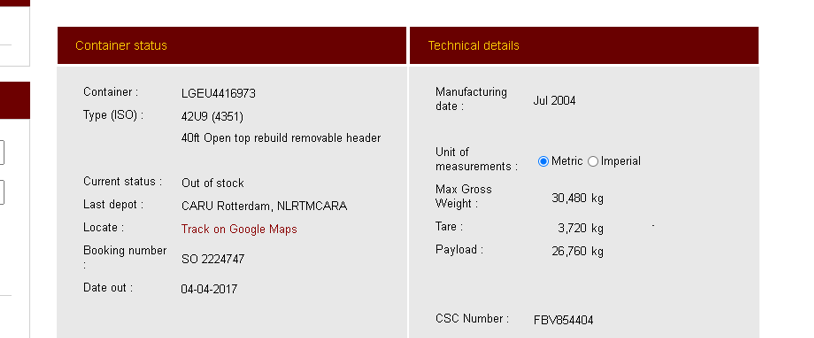 Container status
Container : LGEU4416973
Type (ISO) : 42U9 (4351)
40ft Open top rebuild removable header
Current status : Out of stock
Last depot : CARU Rotterdam, NLRTMCARA
Locate : Track on Google Maps
Booking number : SO 2224747
Date out : 04-04-2017
Technical details
Manufacturing date : Jul 2004
Unit of measurements : Metric Imperial
Max Gross Weight : 30,480 kg
Tare : 3,720 kg
Payload : 26,760 kg
CSC Number : FBV854404